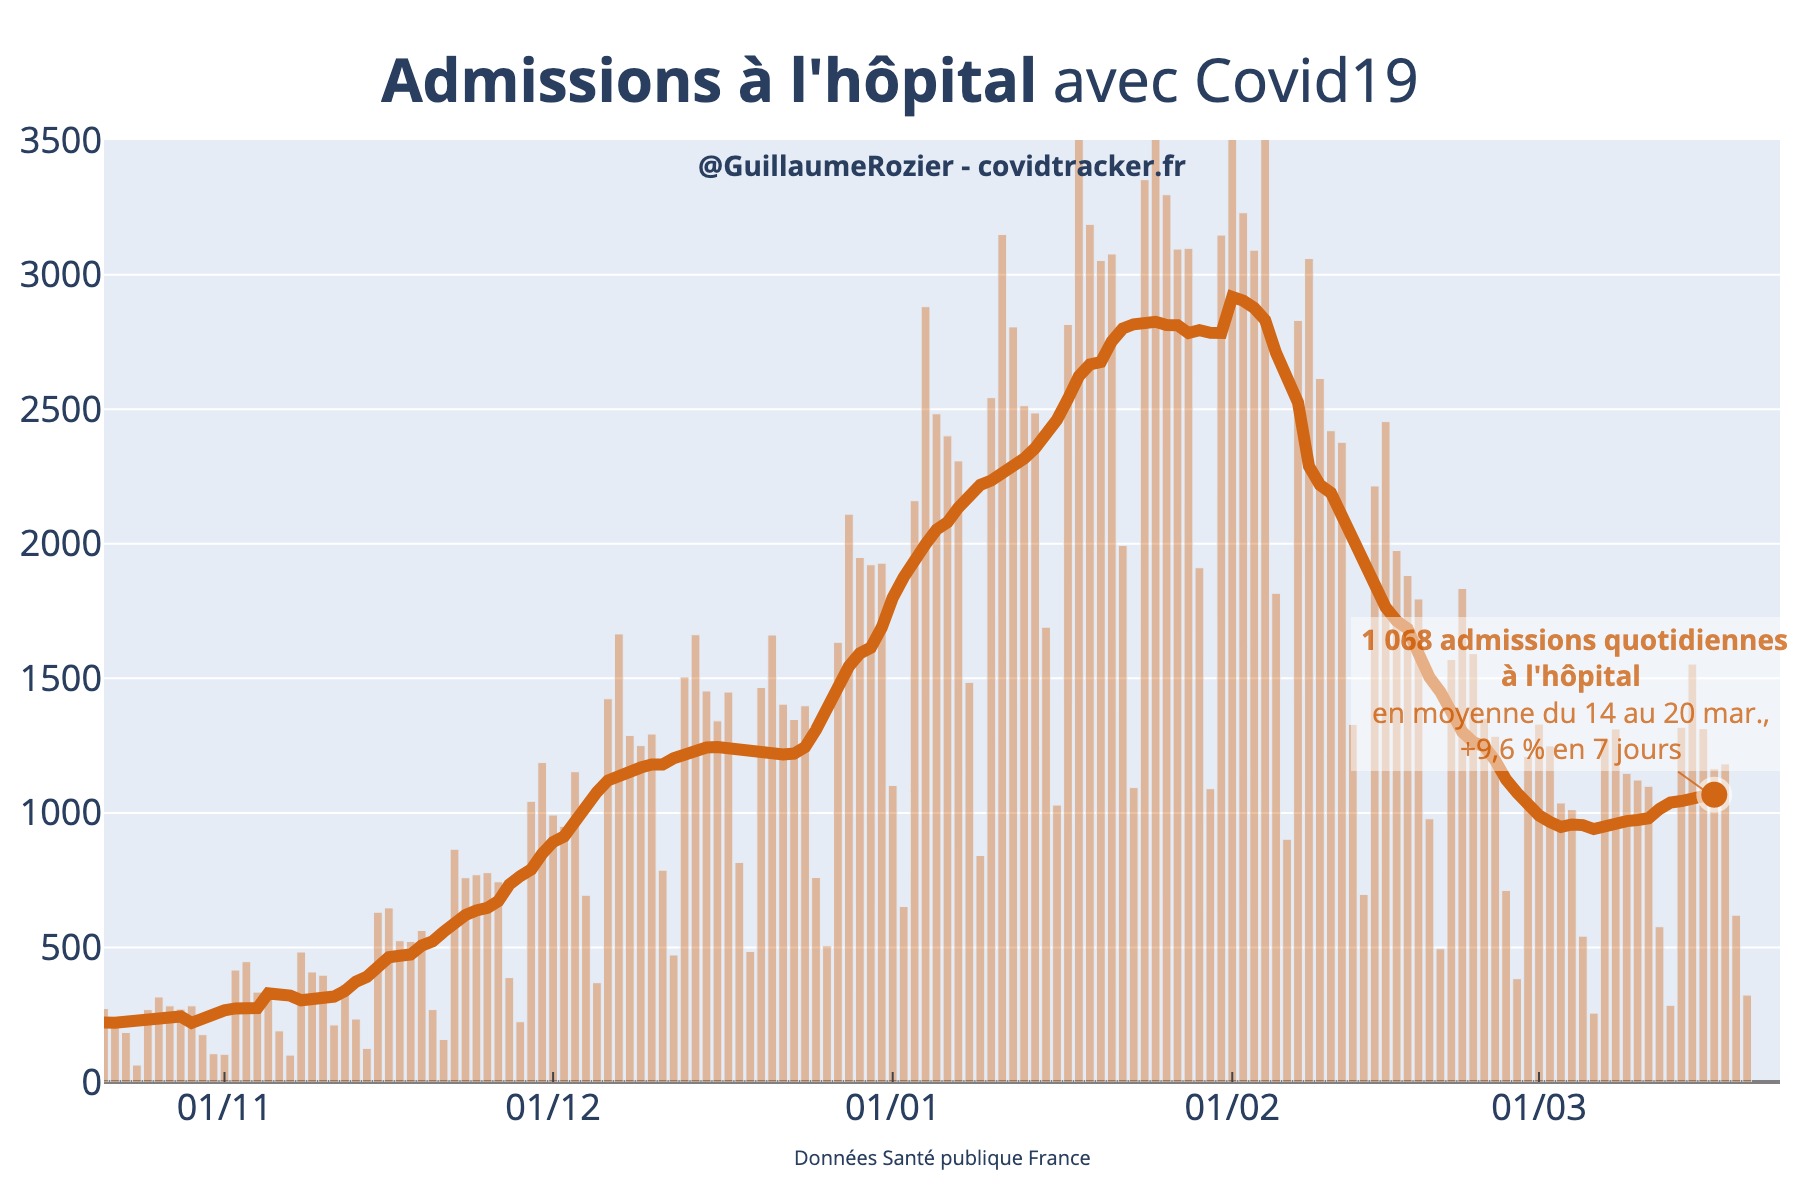 Admissions à l'hôpital avec Covid19
@GuillaumeRozier - covidtracker.fr
3500
3000
2500
2000
1500
1000
500
0
1 068 admissions quotidiennes
à l'hôpital
en moyenne du 14 au 20 mar.,
+9,6 % en 7 jours
01/11 01/12 01/01 01/02 01/03
Données Santé publique France